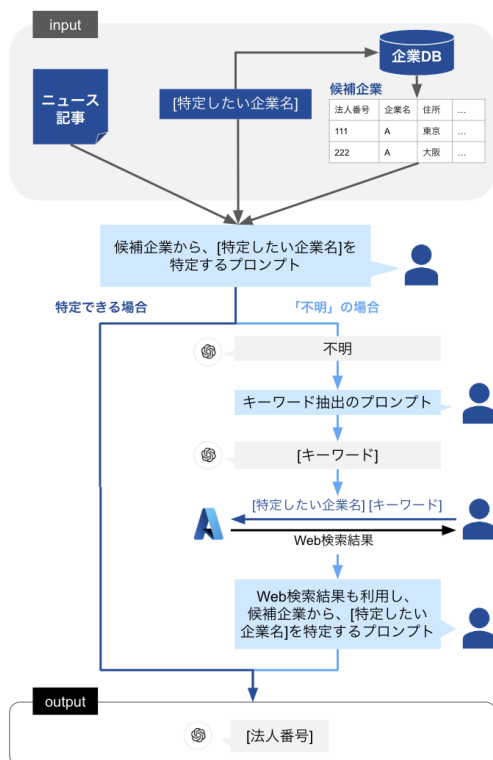 input
企業DB
ニュース
記事
[特定したい企業名]
候補企業
法人番号 企業名 住所 …
111 A 東京 …
222 A 大阪 …
候補企業から、[特定したい企業名]を
特定するプロンプト
特定できる場合
「不明」の場合
不明
キーワード抽出のプロンプト
[キーワード]
[特定したい企業名] [キーワード]
Web検索結果
Web検索結果も利用し、
候補企業から、[特定したい
企業名]を特定するプロンプト
output
[法人番号]